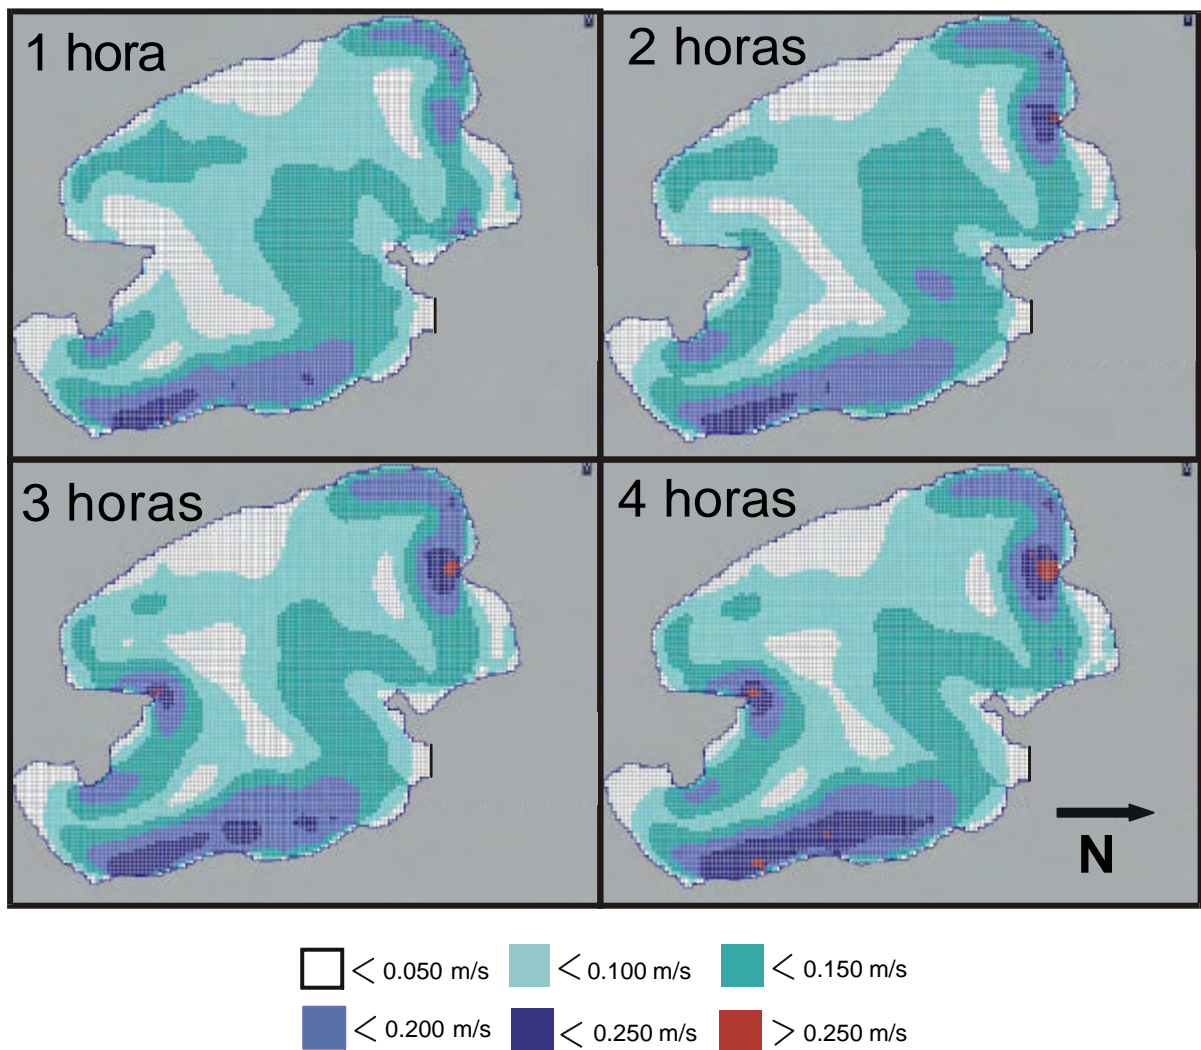 1 hora
2 horas
3 horas
4 horas
N
< 0.050 m/s
< 0.100 m/s
< 0.150 m/s
< 0.200 m/s
< 0.250 m/s
> 0.250 m/s